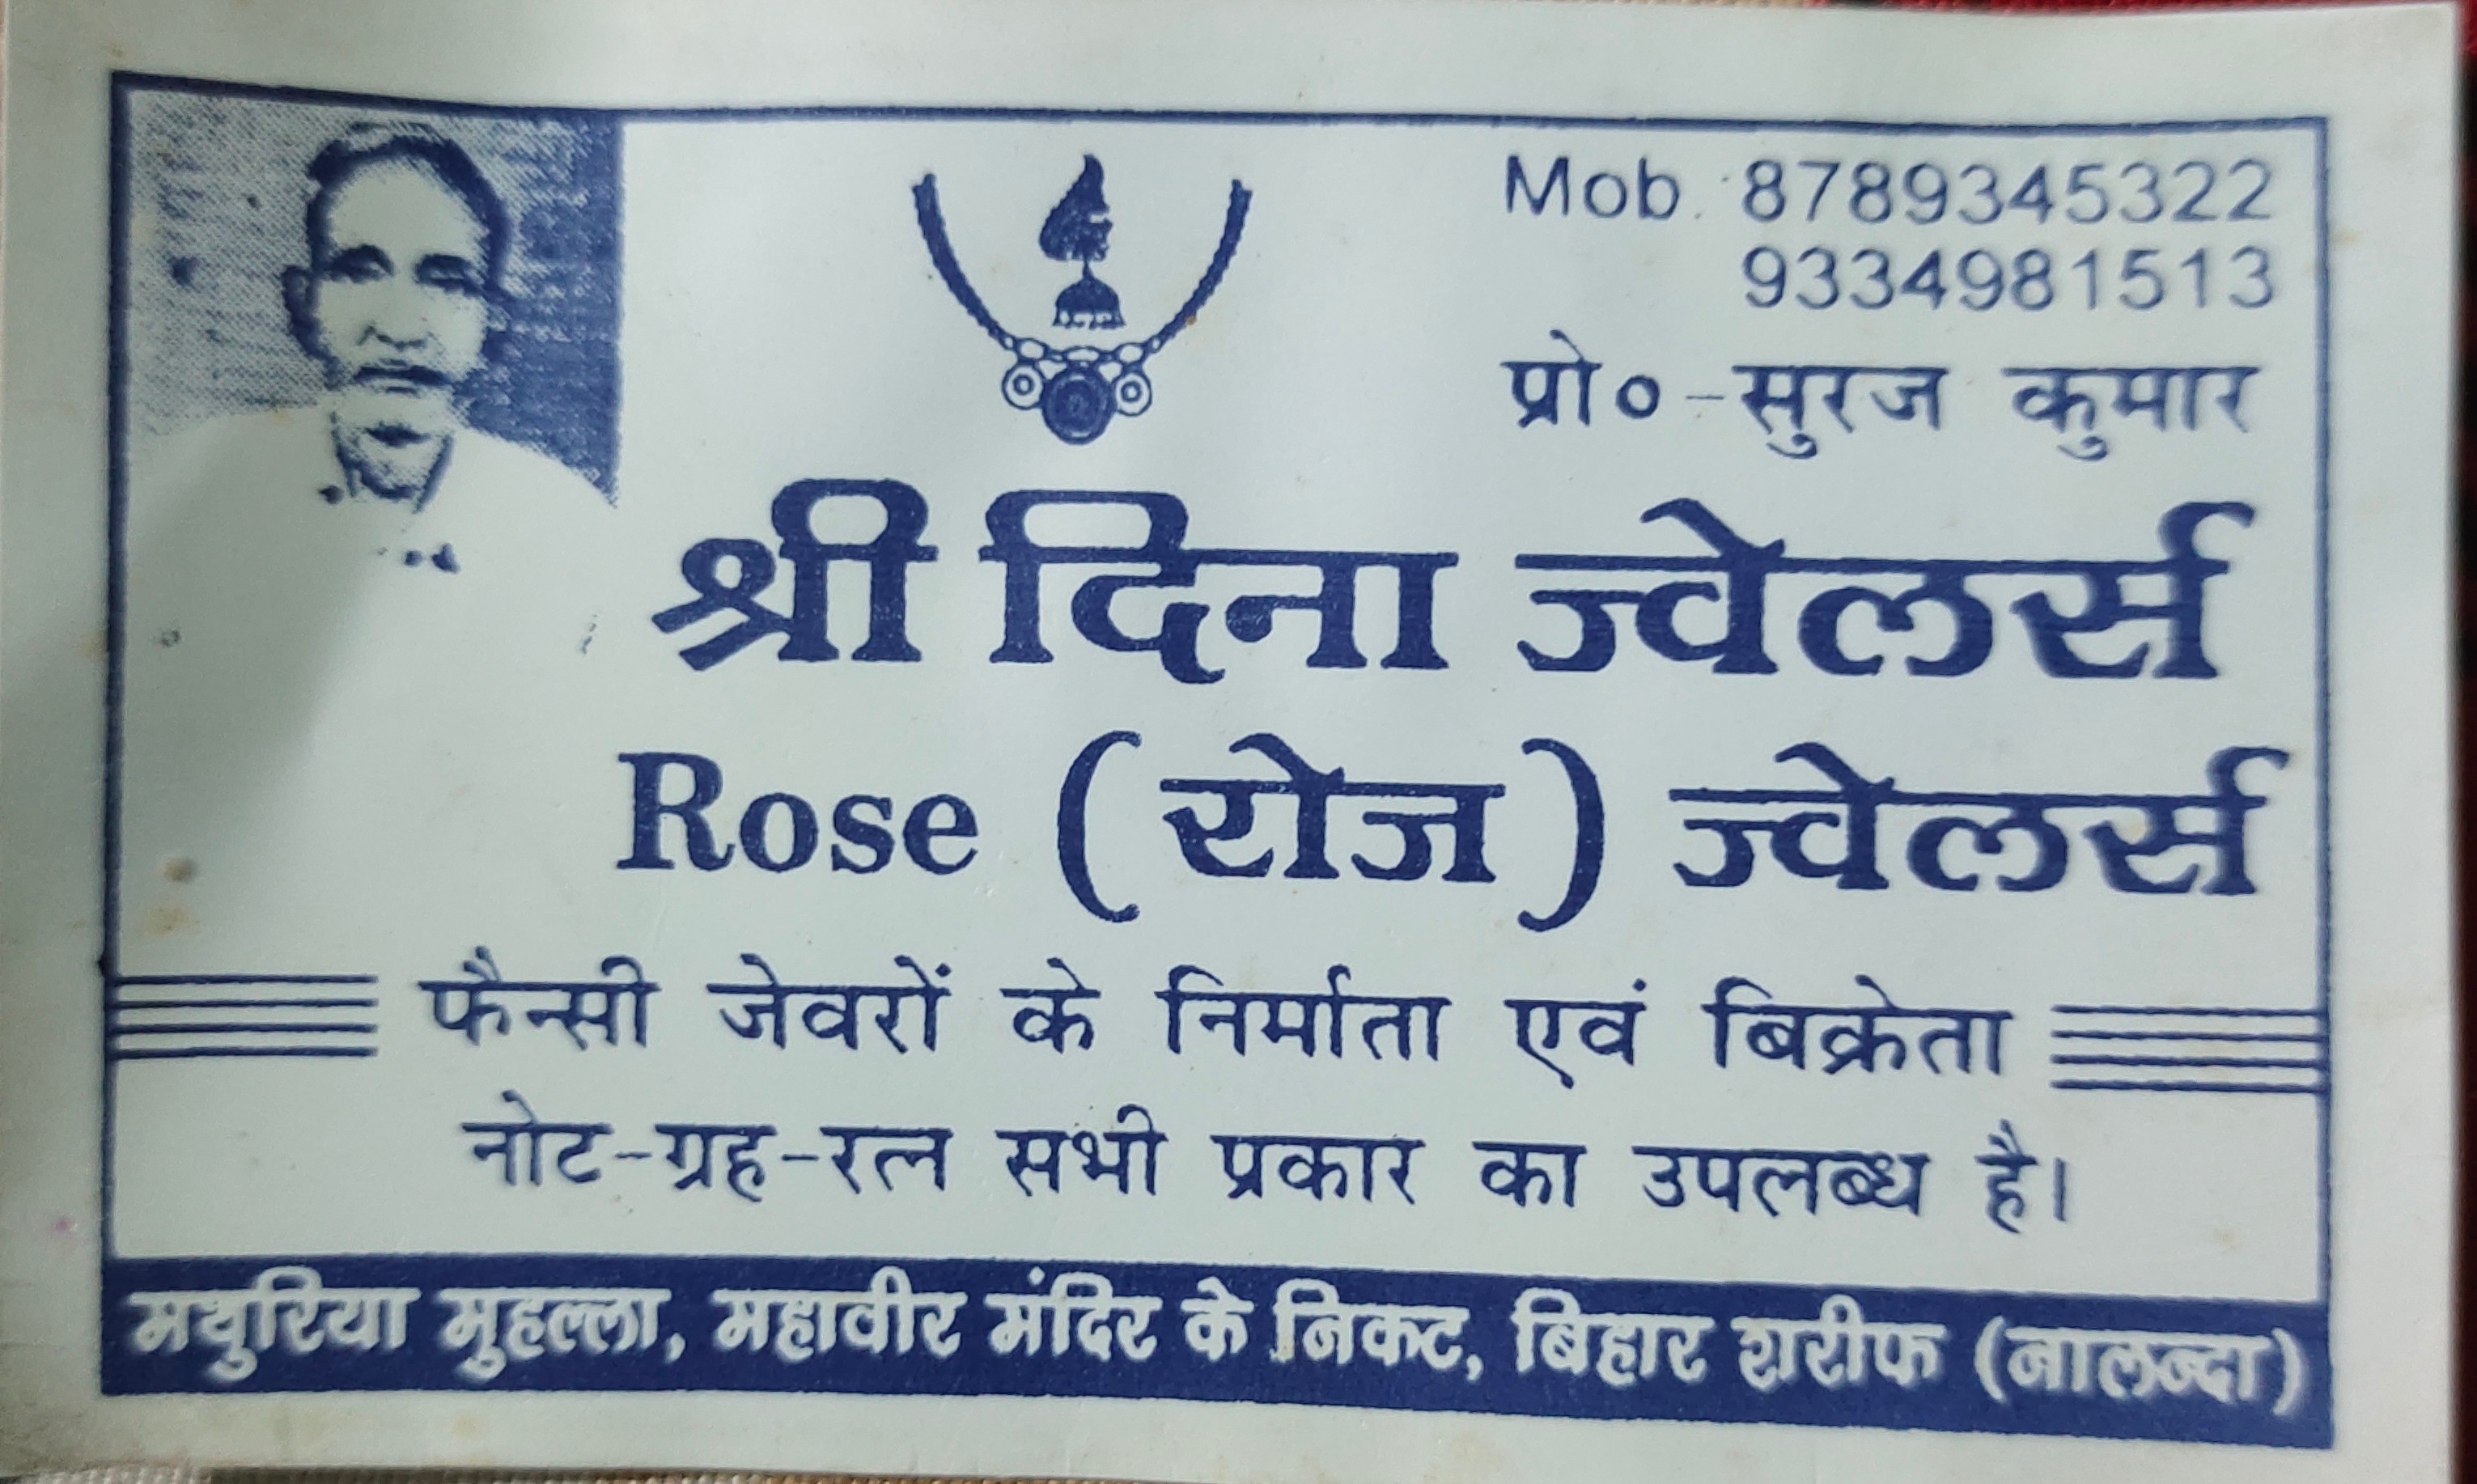 Mob. 8789345322
9334981513
प्रो०-सुरज कुमार
श्री दिना ज्वेलर्स
Rose (रोज) ज्वेलर्स
फैन्सी जेवरों के निर्माता एवं बिक्रेता
नोट-ग्रह-रत्न सभी प्रकार का उपलब्ध है।
मथुरिया मुहल्ला, महावीर मंदिर के निकट, बिहार शरीफ (नालन्दा)